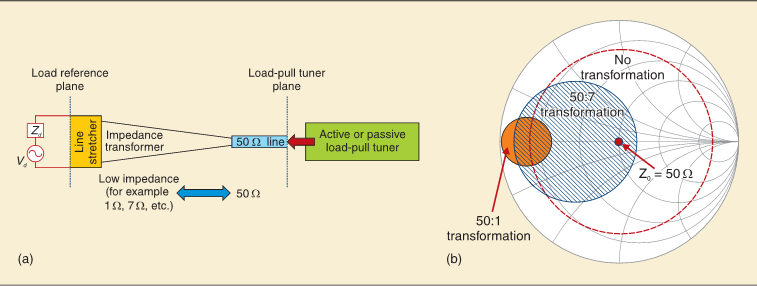 Load reference
plane
Load-pull tuner
plane
Z_d
V_d
Line
stretcher
Impedance
transformer
50 Ω line
Active or passive
load-pull tuner
Low impedance
(for example
1 Ω, 7 Ω, etc.)
50 Ω
(a)
No
transformation
50:7
transformation
Z_0 = 50 Ω
50:1
transformation
(b)